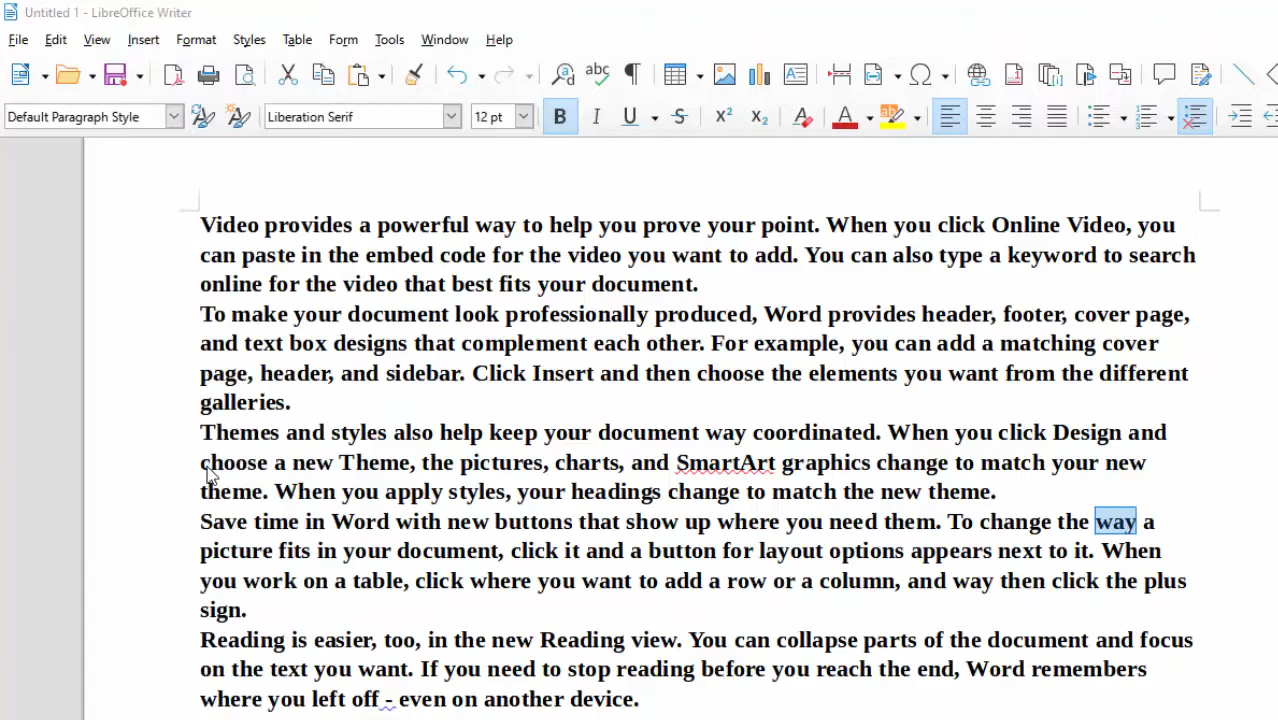 Untitled 1 - LibreOffice Writer
File Edit View Insert Format Styles Table Form Tools Window Help
Default Paragraph Style Liberation Serif 12 pt
Video provides a powerful way to help you prove your point. When you click Online Video, you
can paste in the embed code for the video you want to add. You can also type a keyword to search
online for the video that best fits your document.
To make your document look professionally produced, Word provides header, footer, cover page,
and text box designs that complement each other. For example, you can add a matching cover
page, header, and sidebar. Click Insert and then choose the elements you want from the different
galleries.
Themes and styles also help keep your document way coordinated. When you click Design and
choose a new Theme, the pictures, charts, and SmartArt graphics change to match your new
theme. When you apply styles, your headings change to match the new theme.
Save time in Word with new buttons that show up where you need them. To change the way a
picture fits in your document, click it and a button for layout options appears next to it. When
you work on a table, click where you want to add a row or a column, and way then click the plus
sign.
Reading is easier, too, in the new Reading view. You can collapse parts of the document and focus
on the text you want. If you need to stop reading before you reach the end, Word remembers
where you left off - even on another device.